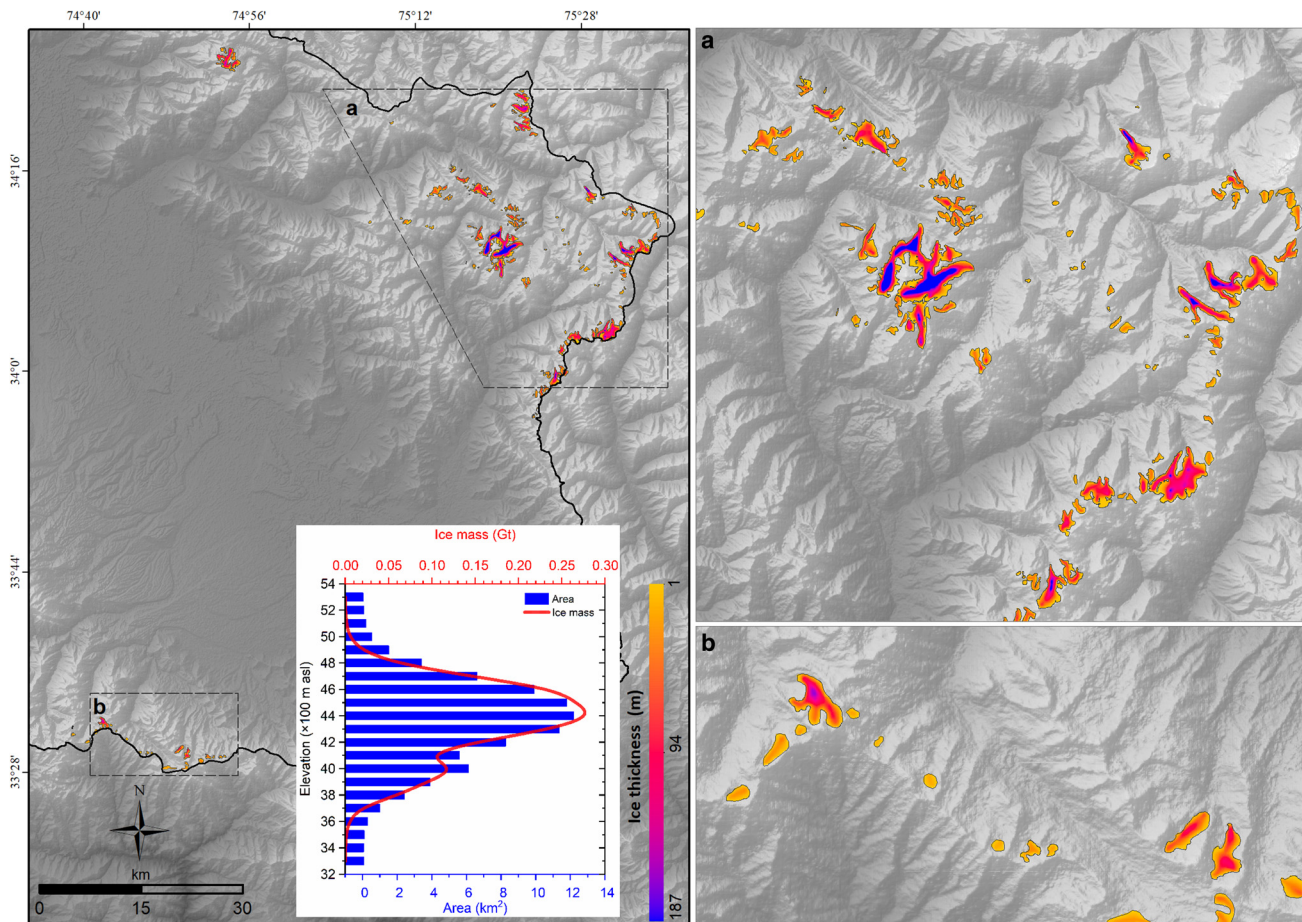 74°40' 74°56' 75°12' 75°28'
34°16'
34°0'
33°44'
33°28'
a
b
N
km
0 15 30
Ice mass (Gt)
0.00 0.05 0.10 0.15 0.20 0.25 0.30
Elevation (×100 m asl)
54
52
50
48
46
44
42
40
38
36
34
32
Area
Ice mass
0 2 4 6 8 10 12 14
Area (km²)
Ice thickness (m)
1
94
187
a
b